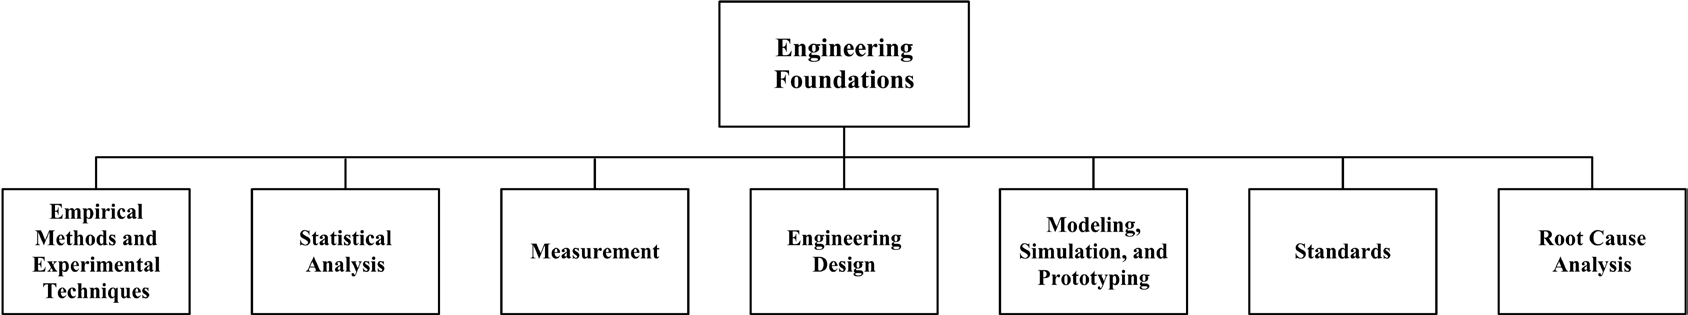 Engineering
Foundations
Empirical
Methods and
Experimental
Techniques
Statistical
Analysis
Measurement
Engineering
Design
Modeling,
Simulation, and
Prototyping
Standards
Root Cause
Analysis